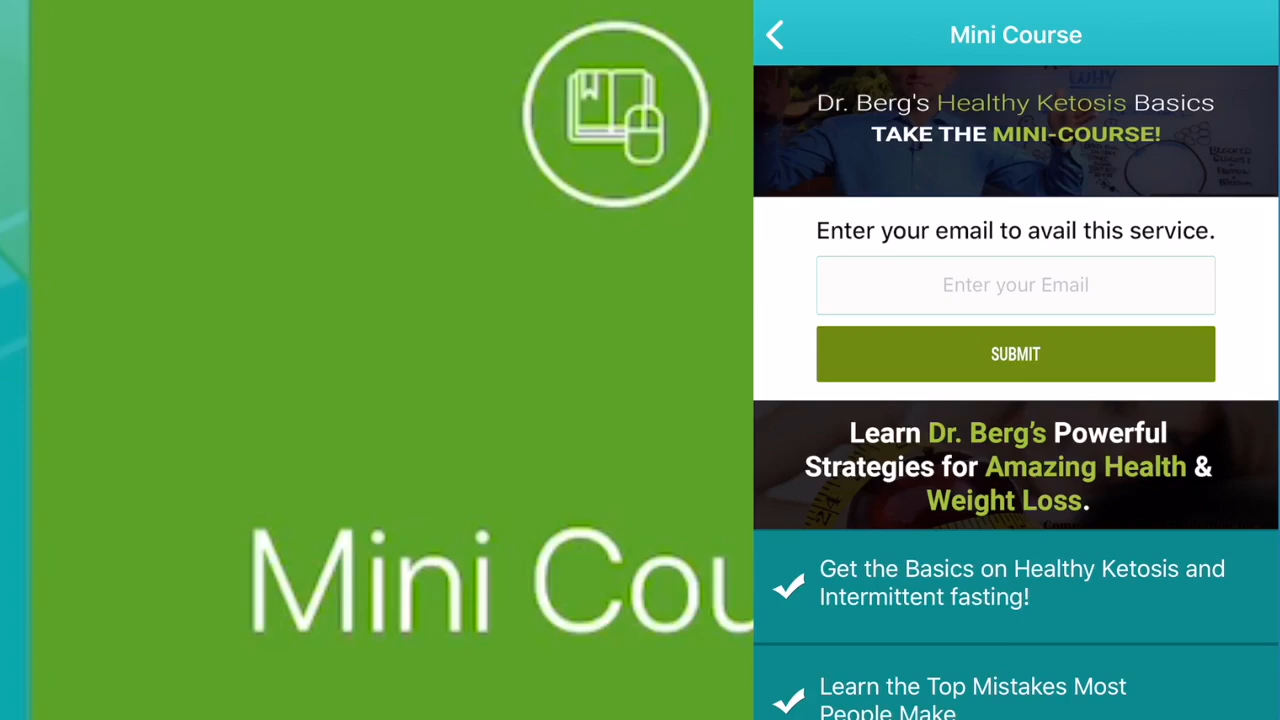 Mini Cou
Mini Course
WHY
Dr. Berg's Healthy Ketosis Basics
TAKE THE MINI-COURSE!
Enter your email to avail this service.
Enter your Email
SUBMIT
Learn Dr. Berg's Powerful
Strategies for Amazing Health &
Weight Loss.
Get the Basics on Healthy Ketosis and
Intermittent fasting!
Learn the Top Mistakes Most
People Make